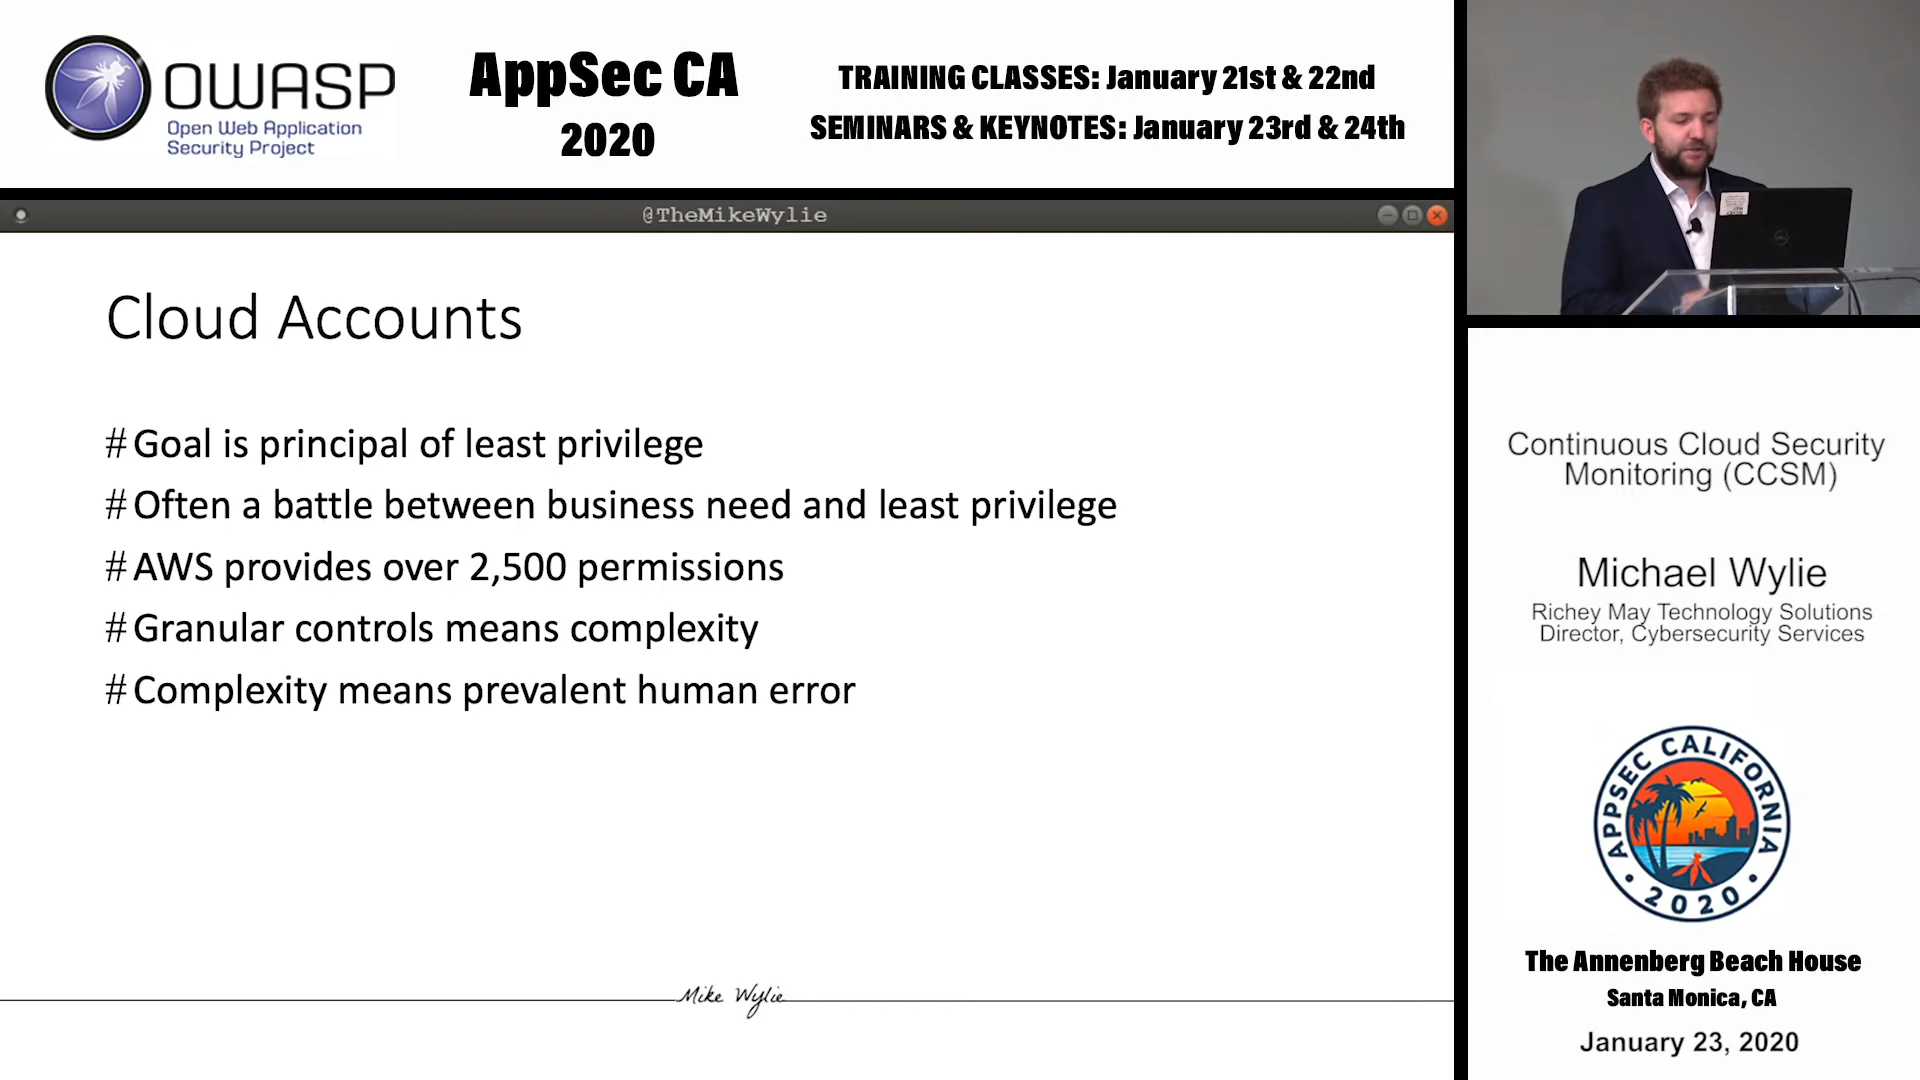 OWASP
Open Web Application
Security Project
AppSec CA
2020
TRAINING CLASSES: January 21st & 22nd
SEMINARS & KEYNOTES: January 23rd & 24th
@TheMikeWylie
Cloud Accounts
# Goal is principal of least privilege
# Often a battle between business need and least privilege
# AWS provides over 2,500 permissions
# Granular controls means complexity
# Complexity means prevalent human error
Mike Wylie
Continuous Cloud Security
Monitoring (CCSM)
Michael Wylie
Richey May Technology Solutions
Director, Cybersecurity Services
APPSEC CALIFORNIA
2020
The Annenberg Beach House
Santa Monica, CA
January 23, 2020